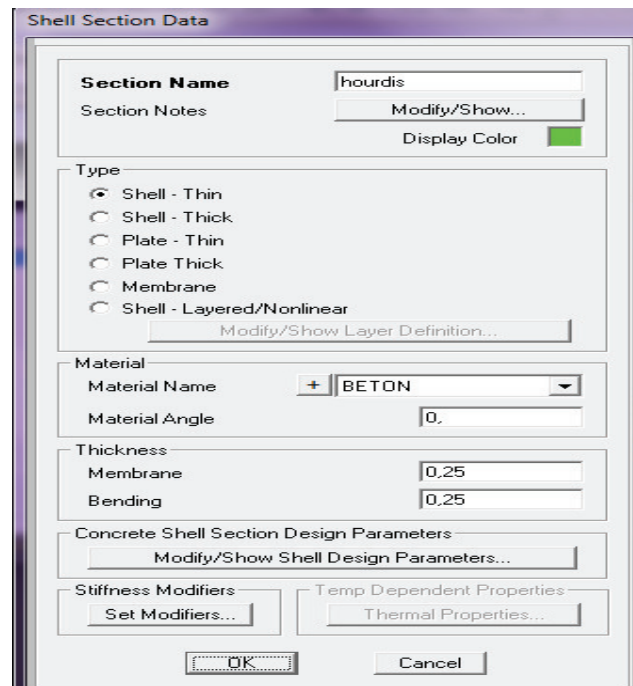 Shell Section Data
Section Name hourdis
Section Notes Modify/Show...
Display Color
Type
Shell - Thin
Shell - Thick
Plate - Thin
Plate Thick
Membrane
Shell - Layered/Nonlinear
Modify/Show Layer Definition...
Material
Material Name + BETON
Material Angle 0,
Thickness
Membrane 0,25
Bending 0,25
Concrete Shell Section Design Parameters
Modify/Show Shell Design Parameters...
Stiffness Modifiers Temp Dependent Properties
Set Modifiers... Thermal Properties...
OK Cancel